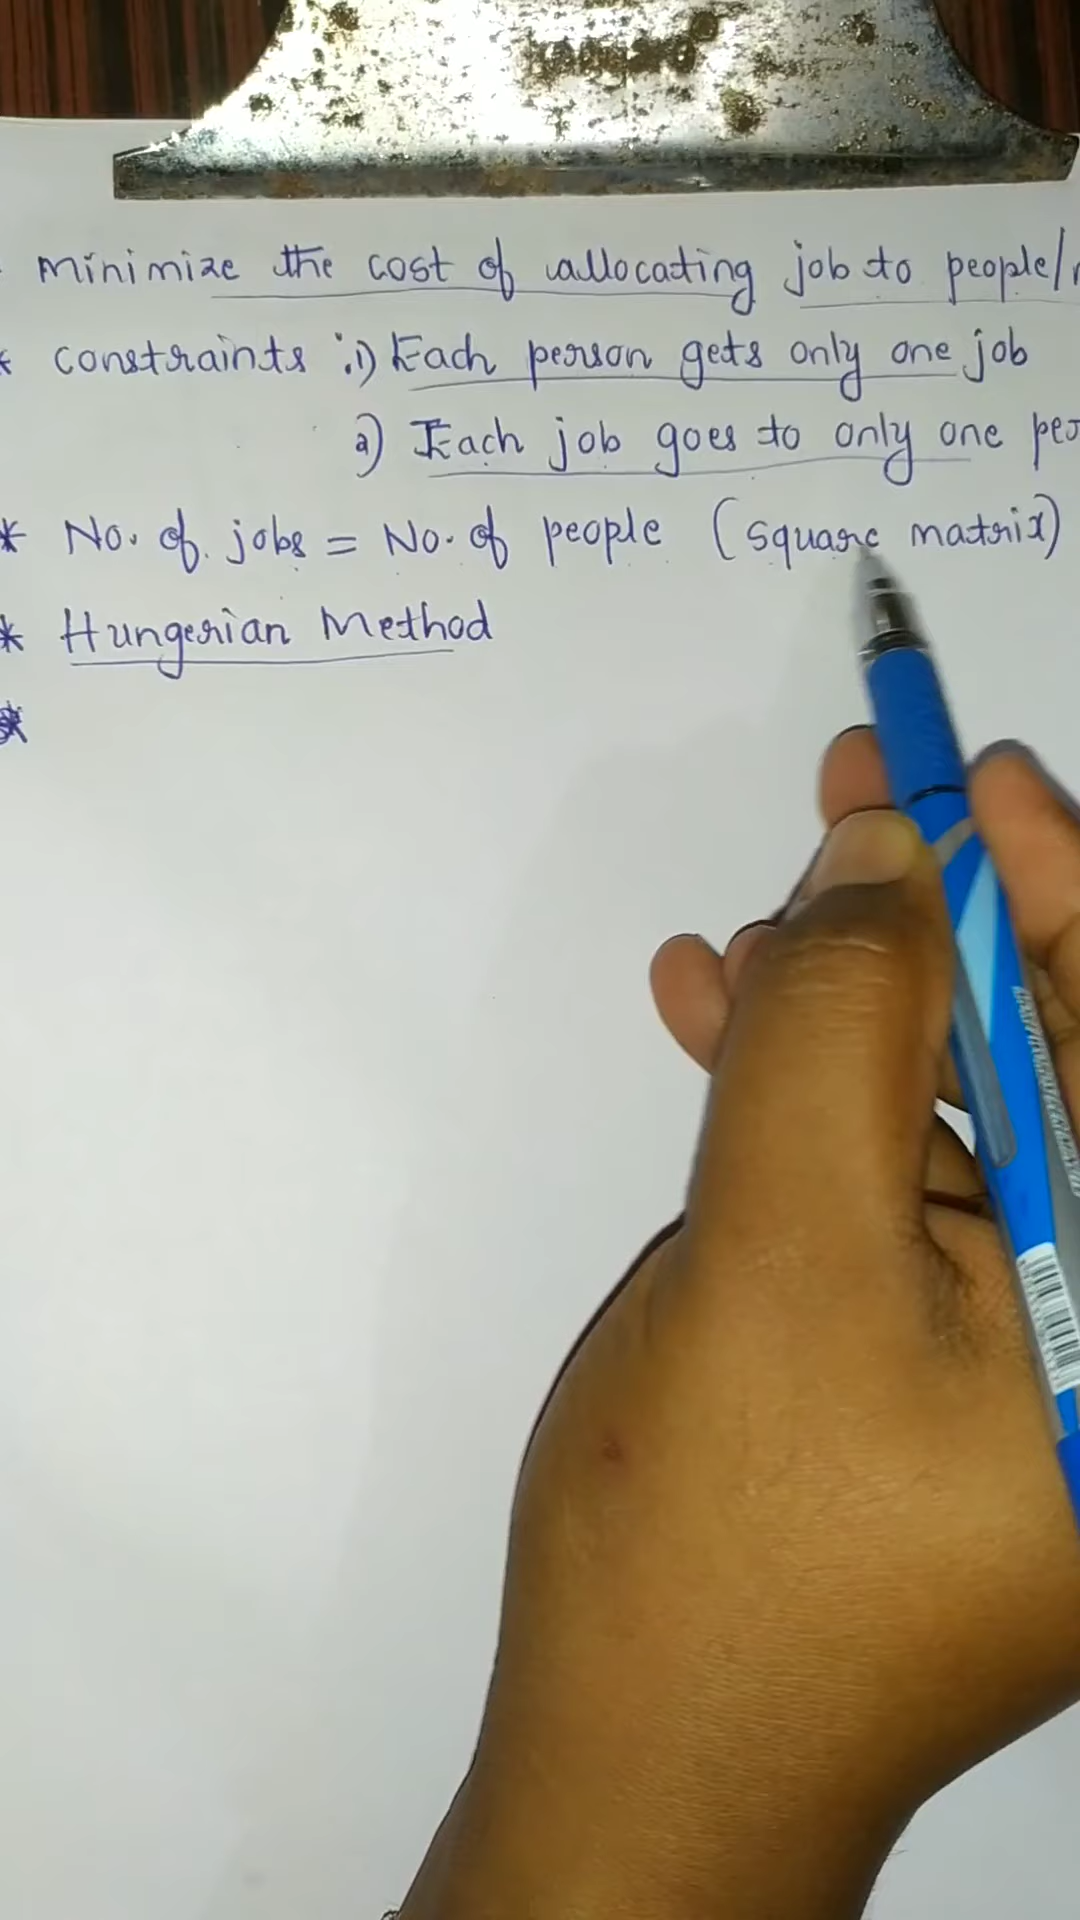 minimize the cost of allocating job to people/
* constraints :1) Each person gets only one job
2) Each job goes to only one
* No. of jobs = No. of people (square matrix)
* Hungerian Method
*